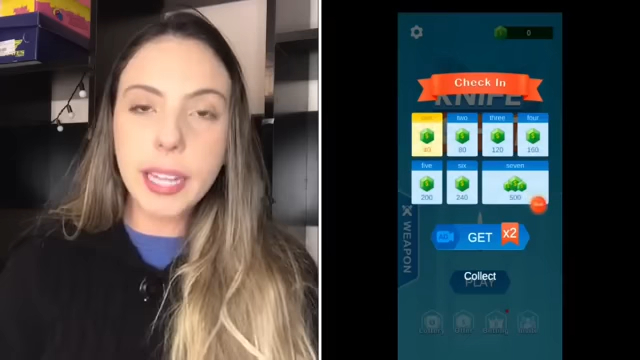 0
Check In
KNIFE
one two three four
40 80 120 160
five six seven
200 240 500
WEAPON
AD GET x2
Collect
PLAY